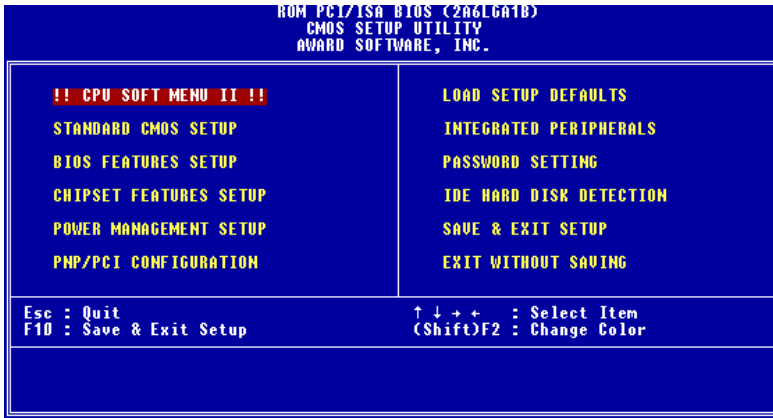 ROM PCI/ISA BIOS (2A6LGA1B)
CMOS SETUP UTILITY
AWARD SOFTWARE, INC.
!! CPU SOFT MENU II !!
STANDARD CMOS SETUP
BIOS FEATURES SETUP
CHIPSET FEATURES SETUP
POWER MANAGEMENT SETUP
PNP/PCI CONFIGURATION
LOAD SETUP DEFAULTS
INTEGRATED PERIPHERALS
PASSWORD SETTING
IDE HARD DISK DETECTION
SAVE & EXIT SETUP
EXIT WITHOUT SAVING
Esc : Quit
F10 : Save & Exit Setup
↑ ↓ → ← : Select Item
(Shift)F2 : Change Color